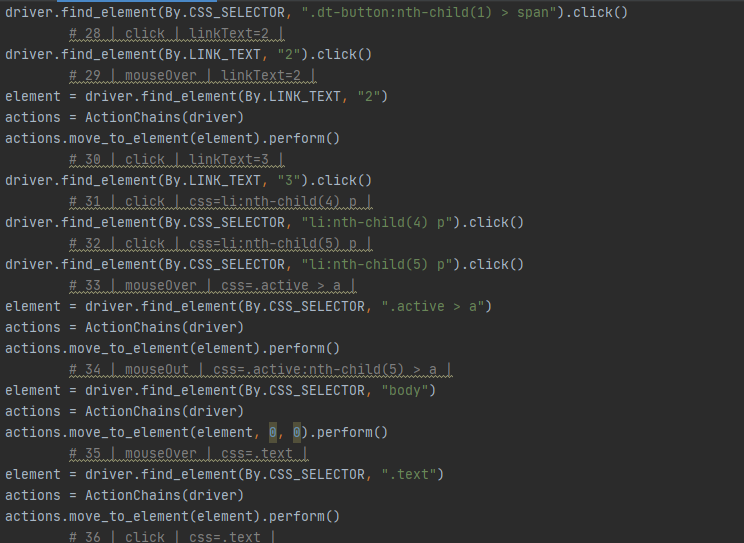 driver.find_element(By.CSS_SELECTOR, ".dt-button:nth-child(1) > span").click()
# 28 | click | linkText=2 |
driver.find_element(By.LINK_TEXT, "2").click()
# 29 | mouseOver | linkText=2 |
element = driver.find_element(By.LINK_TEXT, "2")
actions = ActionChains(driver)
actions.move_to_element(element).perform()
# 30 | click | linkText=3 |
driver.find_element(By.LINK_TEXT, "3").click()
# 31 | click | css=li:nth-child(4) p |
driver.find_element(By.CSS_SELECTOR, "li:nth-child(4) p").click()
# 32 | click | css=li:nth-child(5) p |
driver.find_element(By.CSS_SELECTOR, "li:nth-child(5) p").click()
# 33 | mouseOver | css=.active > a |
element = driver.find_element(By.CSS_SELECTOR, ".active > a")
actions = ActionChains(driver)
actions.move_to_element(element).perform()
# 34 | mouseOut | css=.active:nth-child(5) > a |
element = driver.find_element(By.CSS_SELECTOR, "body")
actions = ActionChains(driver)
actions.move_to_element(element, 0, 0).perform()
# 35 | mouseOver | css=.text |
element = driver.find_element(By.CSS_SELECTOR, ".text")
actions = ActionChains(driver)
actions.move_to_element(element).perform()
# 36 | click | css=.text |